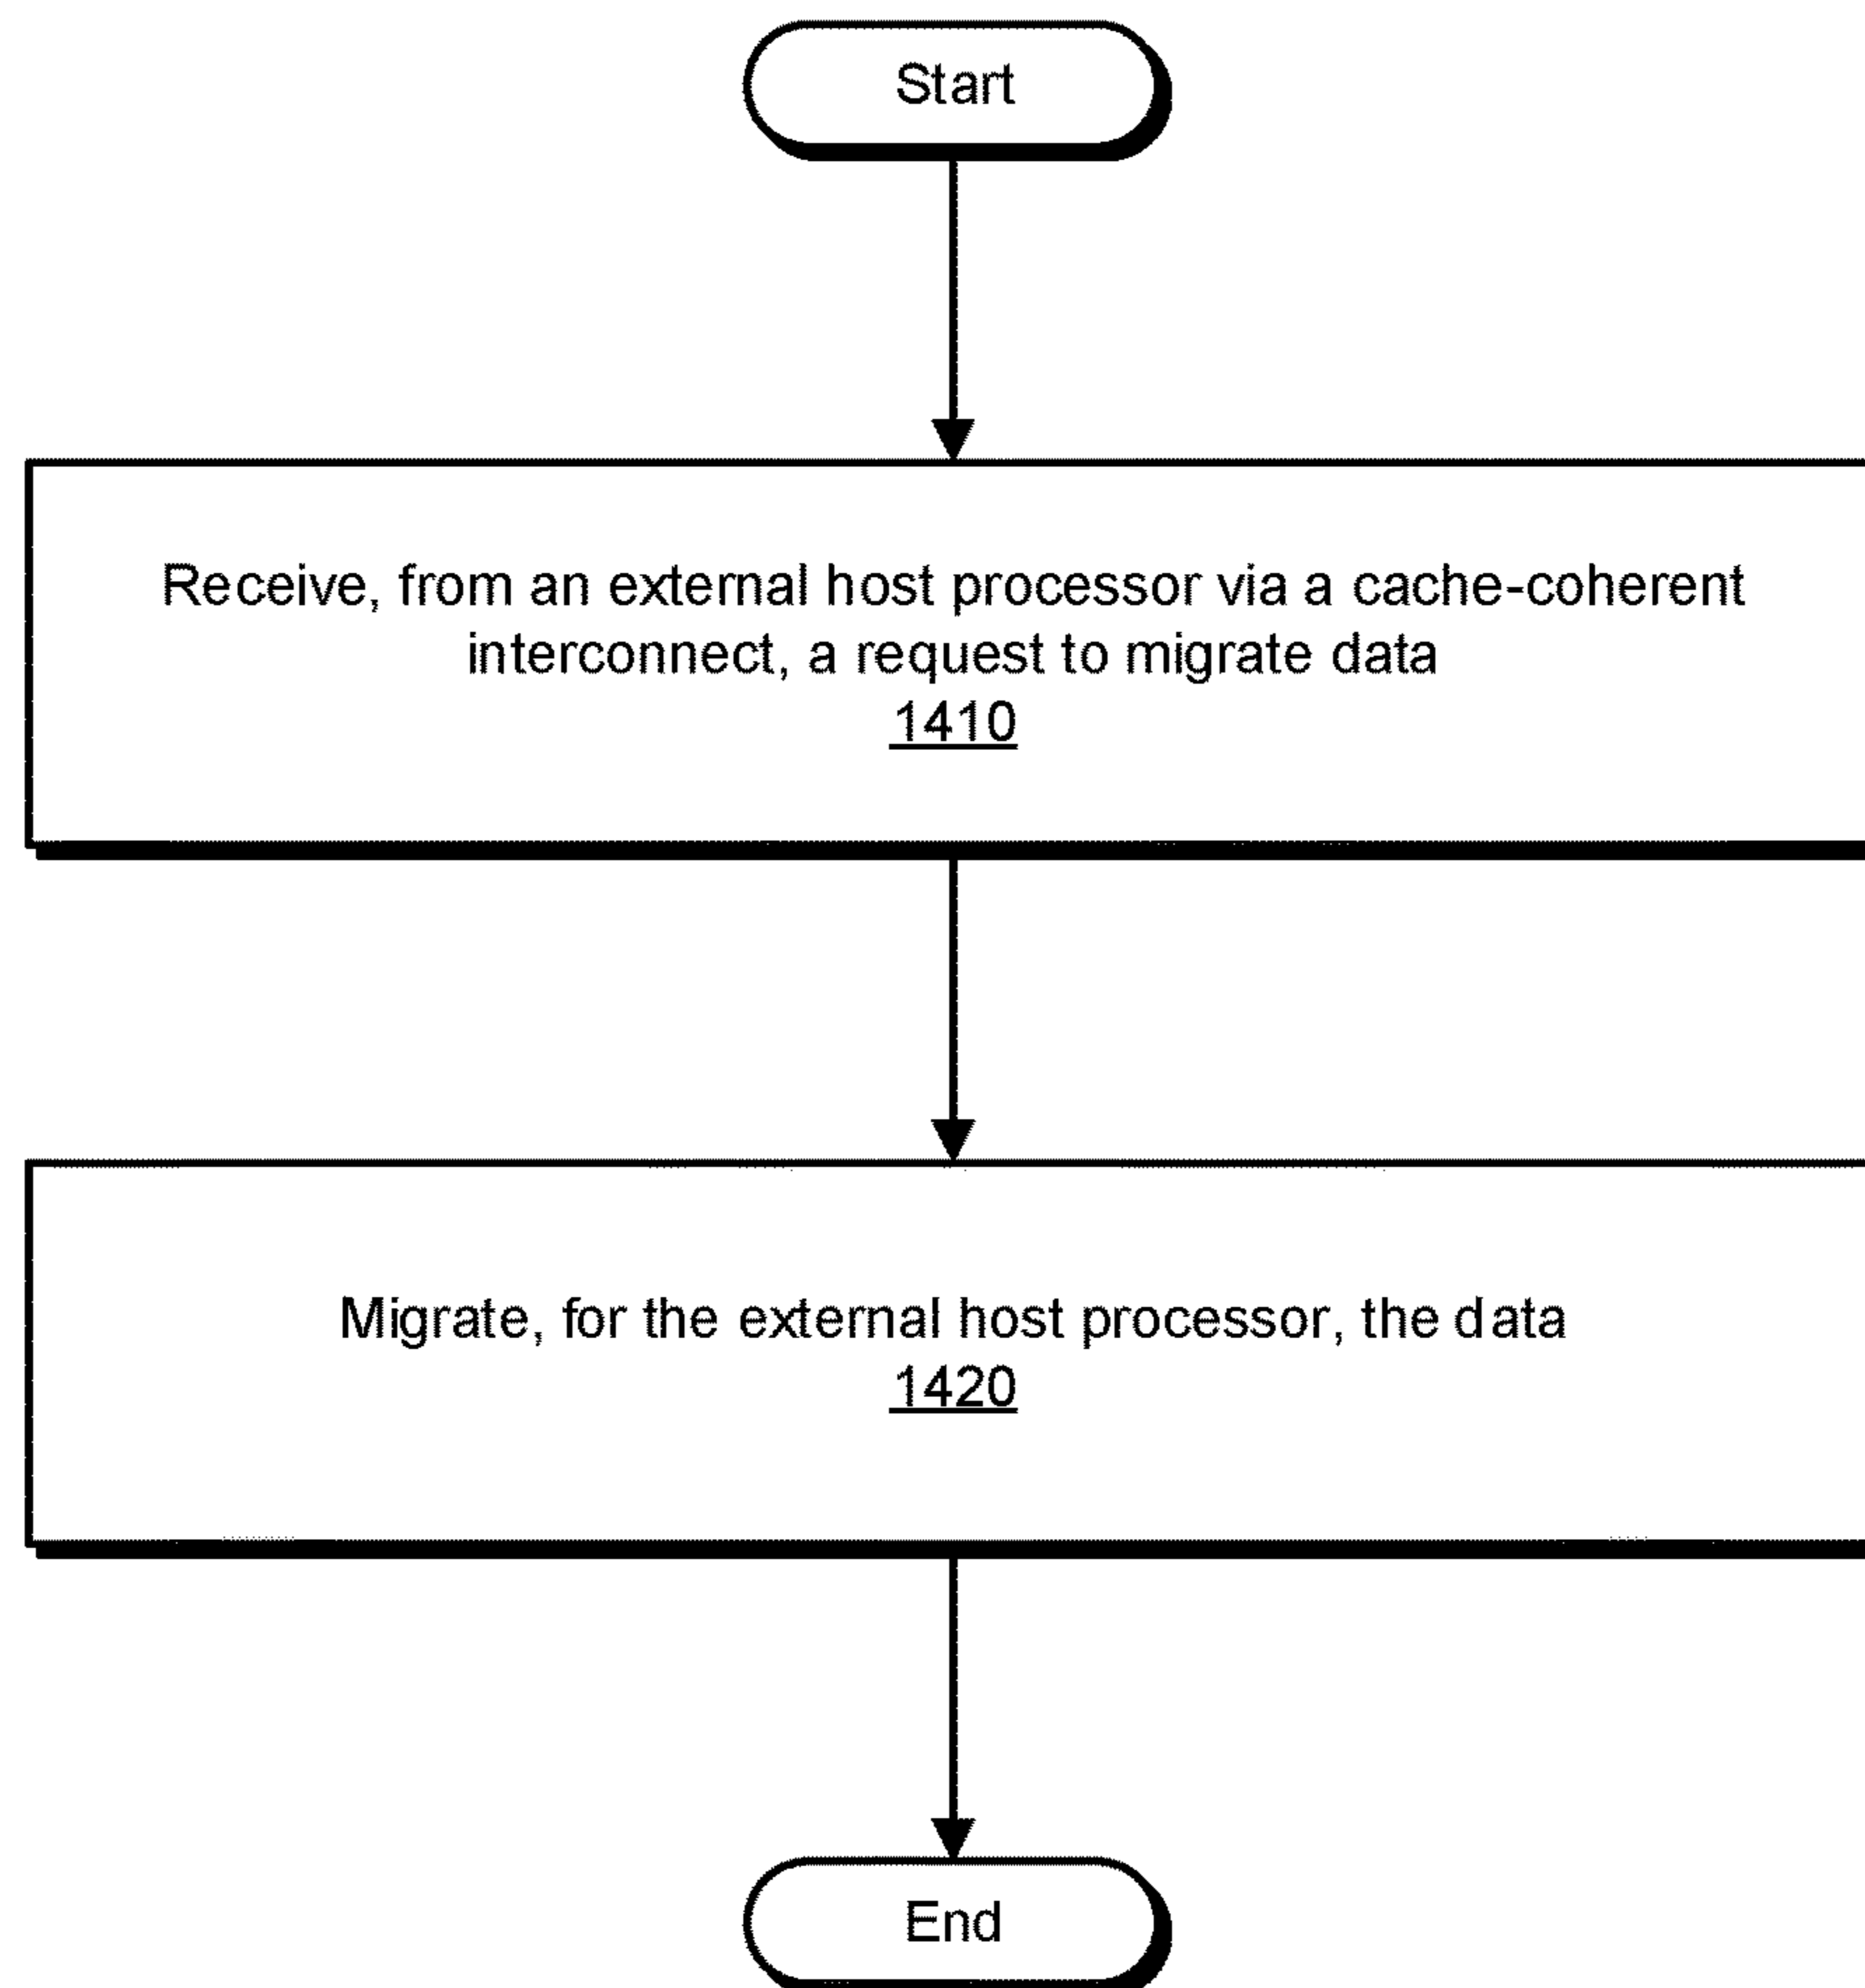 Start
Receive, from an external host processor via a cache-coherent
interconnect, a request to migrate data
1410
Migrate, for the external host processor, the data
1420
End